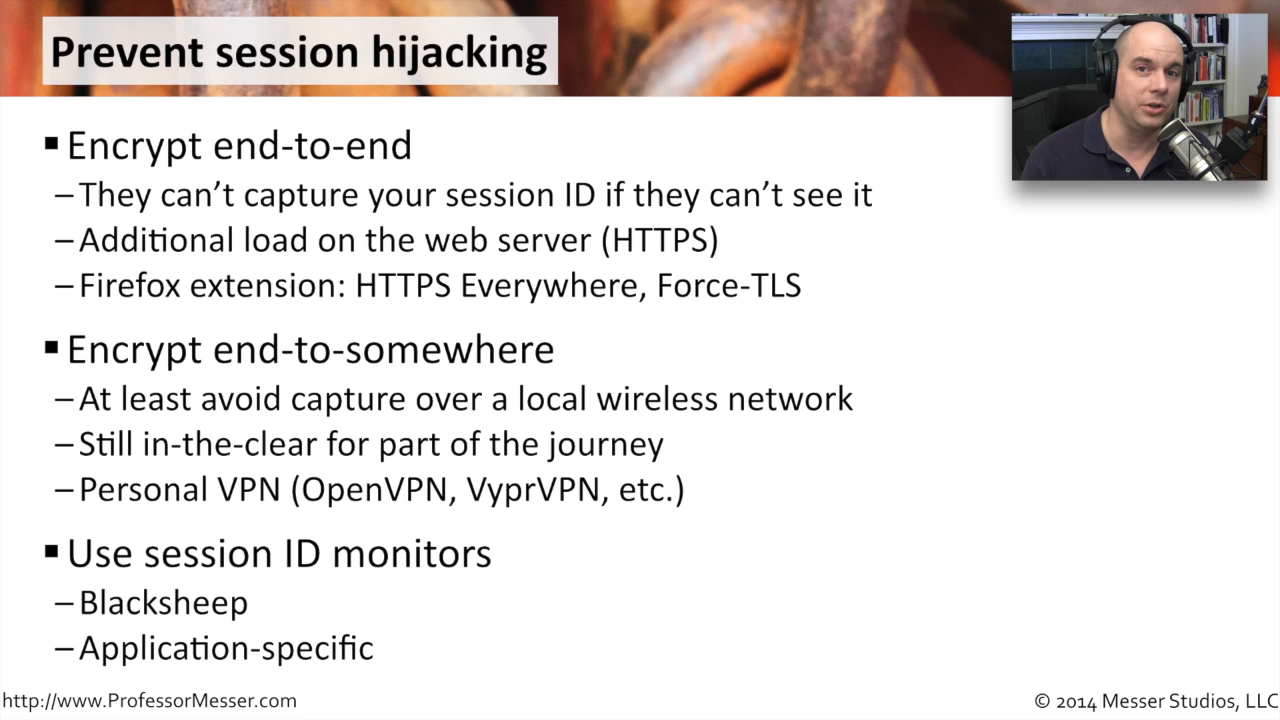 Prevent session hijacking
▪ Encrypt end-to-end
– They can't capture your session ID if they can't see it
– Additional load on the web server (HTTPS)
– Firefox extension: HTTPS Everywhere, Force-TLS
▪ Encrypt end-to-somewhere
– At least avoid capture over a local wireless network
– Still in-the-clear for part of the journey
– Personal VPN (OpenVPN, VyprVPN, etc.)
▪ Use session ID monitors
– Blacksheep
– Application-specific
http://www.ProfessorMesser.com
© 2014 Messer Studios, LLC